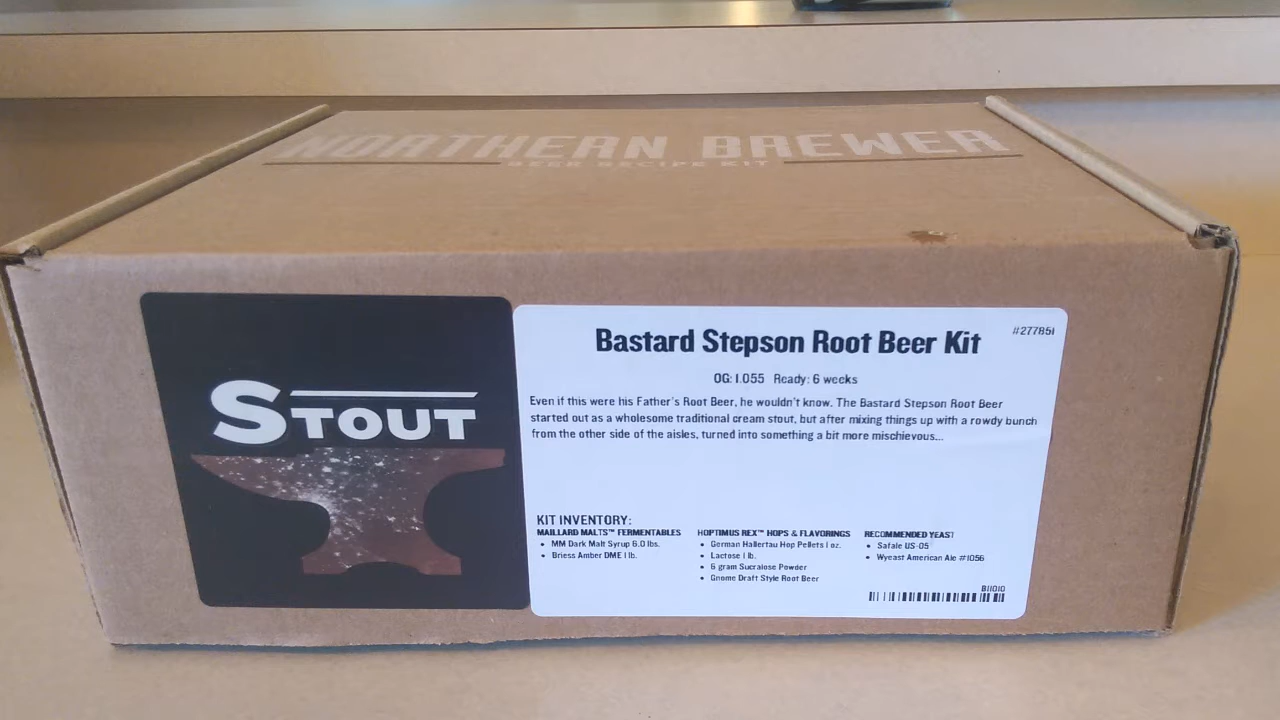 NORTHERN BREWER
BEER RECIPE KIT
STOUT
Bastard Stepson Root Beer Kit
#27785I
OG: 1.055 Ready: 6 weeks
Even if this were his Father's Root Beer, he wouldn't know. The Bastard Stepson Root Beer
started out as a wholesome traditional cream stout, but after mixing things up with a rowdy bunch
from the other side of the aisles, turned into something a bit more mischievous...
KIT INVENTORY:
MAILLARD MALTS™ FERMENTABLES
• MM Dark Malt Syrup 6.0 lbs.
• Briess Amber DME 1 lb.
HOPTIMUS REX™ HOPS & FLAVORINGS
• German Hallertau Hop Pellets 1 oz.
• Lactose 1 lb.
• 6 gram Sucralose Powder
• Gnome Draft Style Root Beer
RECOMMENDED YEAST
• Safale US-05
• Wyeast American Ale #1056
B11010